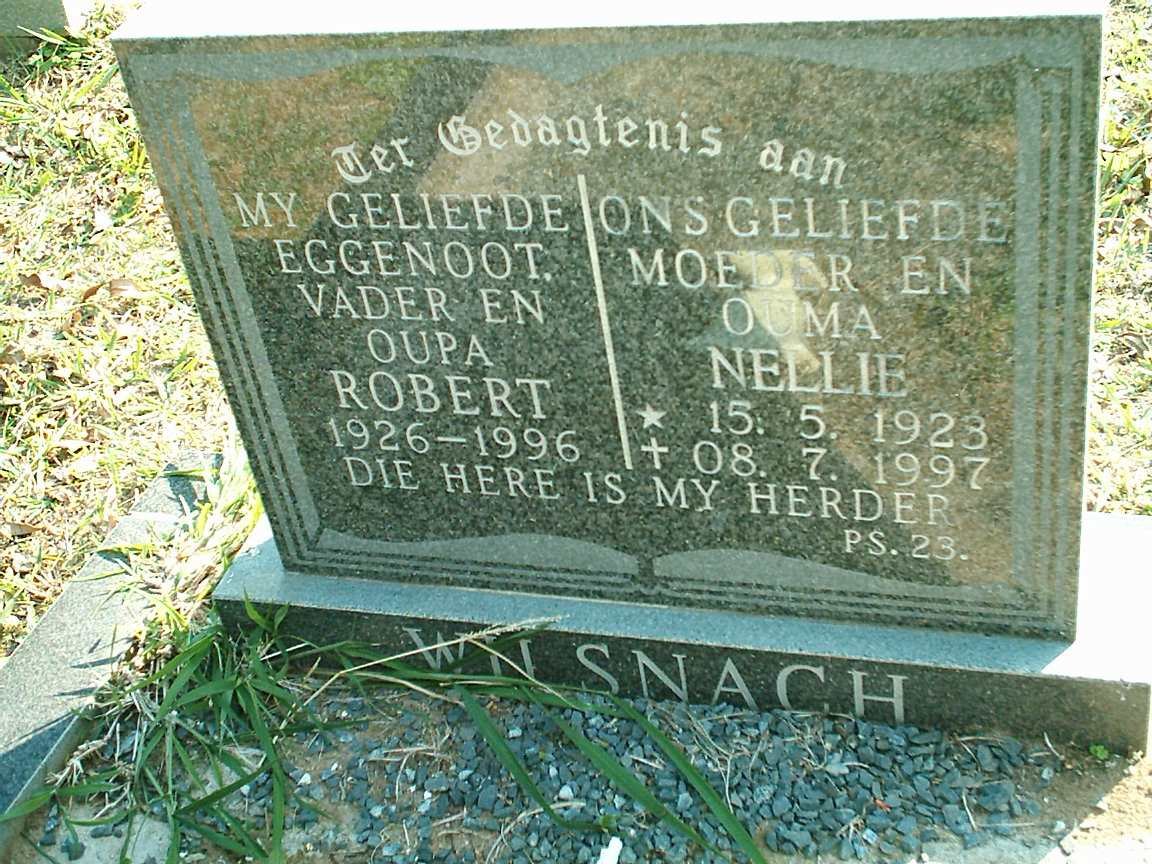 Ter Gedagtenis aan
MY GELIEFDE
EGGENOOT,
VADER EN
OUPA
ROBERT
1926–1996
ONS GELIEFDE
MOEDER EN
OUMA
NELLIE
★ 15. 5. 1923
✝ 08. 7. 1997
DIE HERE IS MY HERDER
PS. 23.
WILSNACH